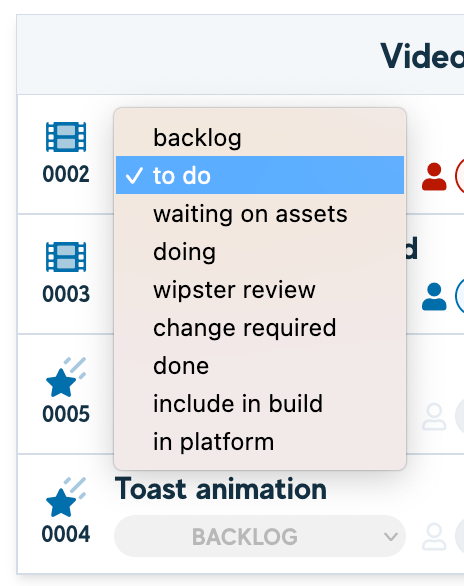 Video
0002
backlog
✓ to do
waiting on assets
doing
d
0003
wipster review
change required
done
0005
include in build
in platform
Toast animation
0004
BACKLOG